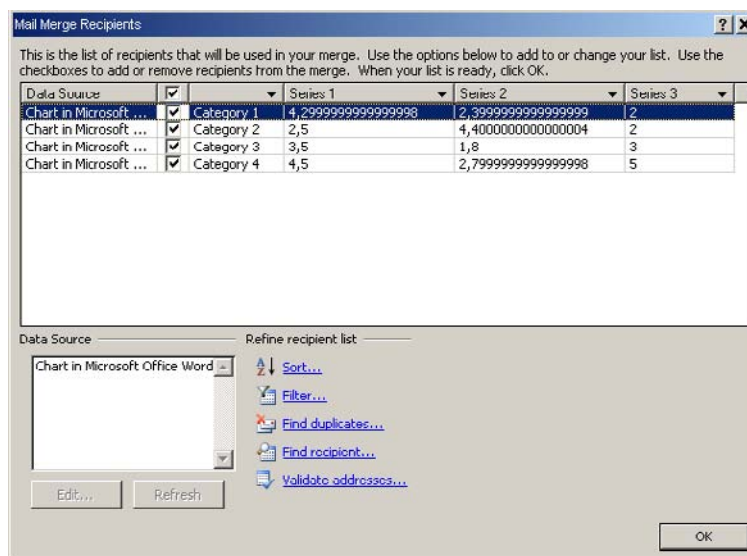 Mail Merge Recipients
This is the list of recipients that will be used in your merge. Use the options below to add to or change your list. Use the
checkboxes to add or remove recipients from the merge. When your list is ready, click OK.
Data Source Series 1 Series 2 Series 3
Chart in Microsoft ... Category 1 4,2999999999999998 2,3999999999999999 2
Chart in Microsoft ... Category 2 2,5 4,4000000000000004 2
Chart in Microsoft ... Category 3 3,5 1,8 3
Chart in Microsoft ... Category 4 4,5 2,7999999999999998 5
Data Source Refine recipient list
Chart in Microsoft Office Word
Sort...
Filter...
Find duplicates...
Find recipient...
Validate addresses...
Edit... Refresh
OK